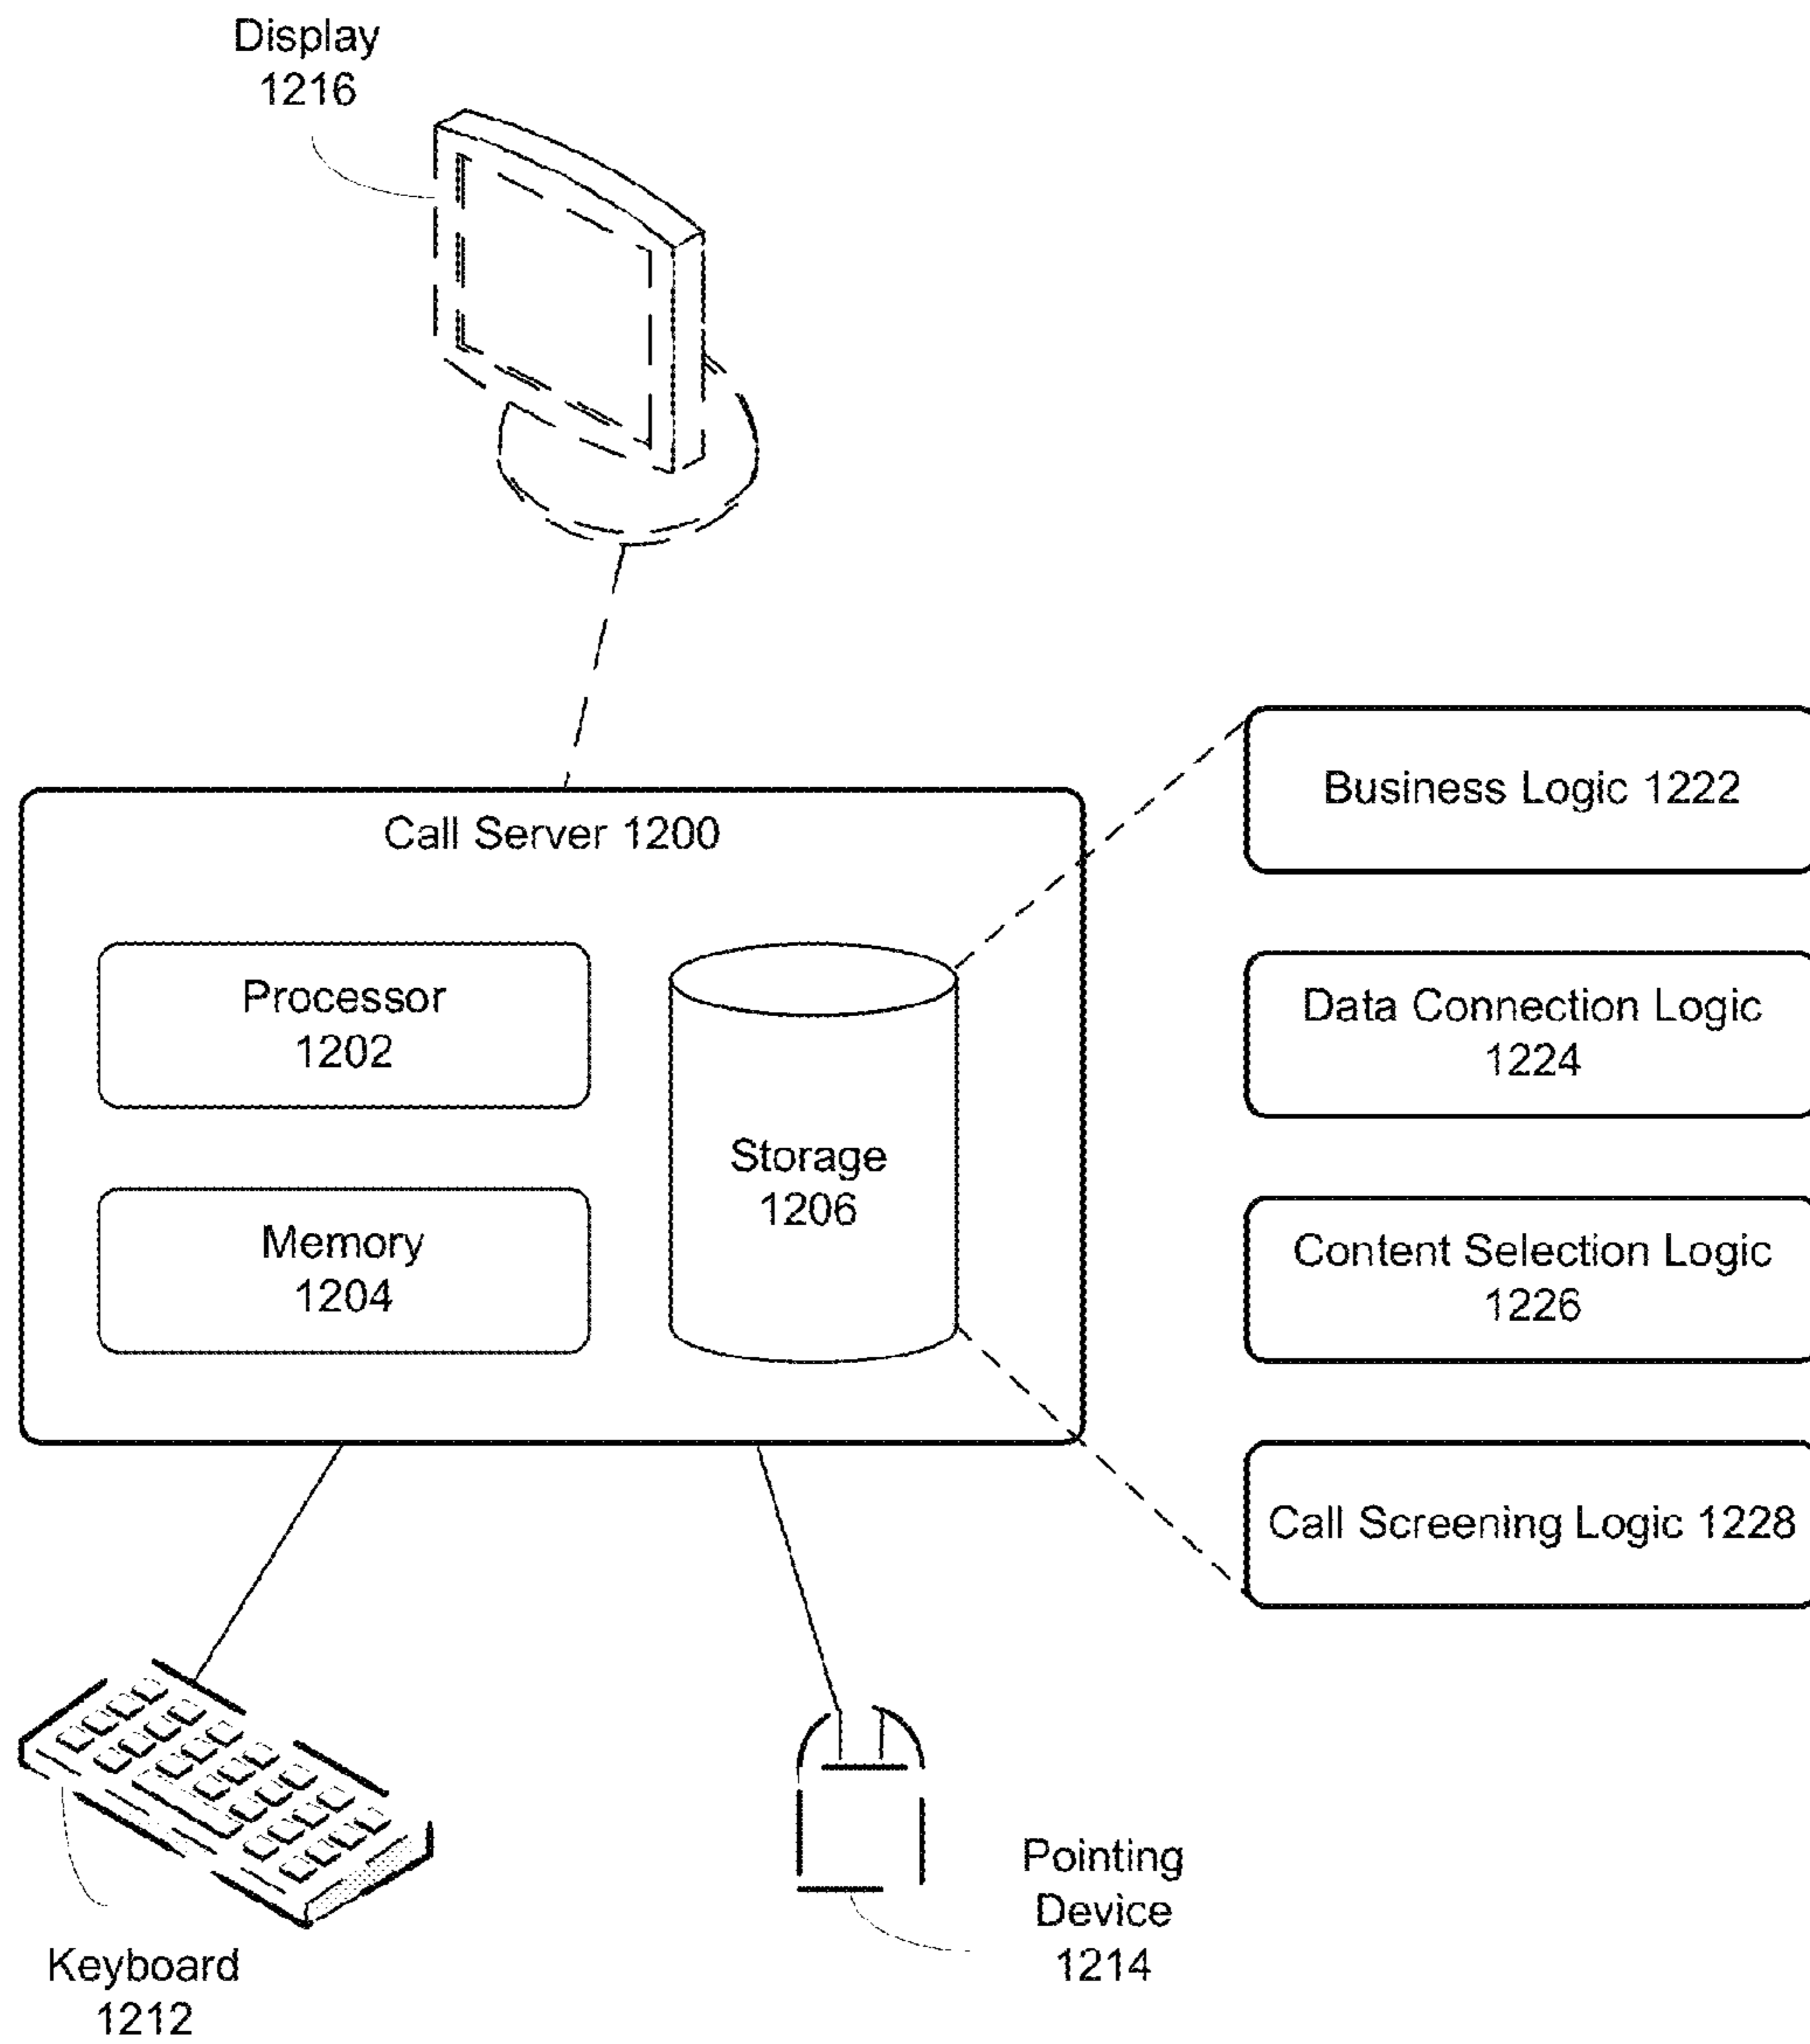 Display
1216
Call Server 1200
Processor
1202
Memory
1204
Storage
1206
Business Logic 1222
Data Connection Logic
1224
Content Selection Logic
1226
Call Screening Logic 1228
Keyboard
1212
Pointing
Device
1214